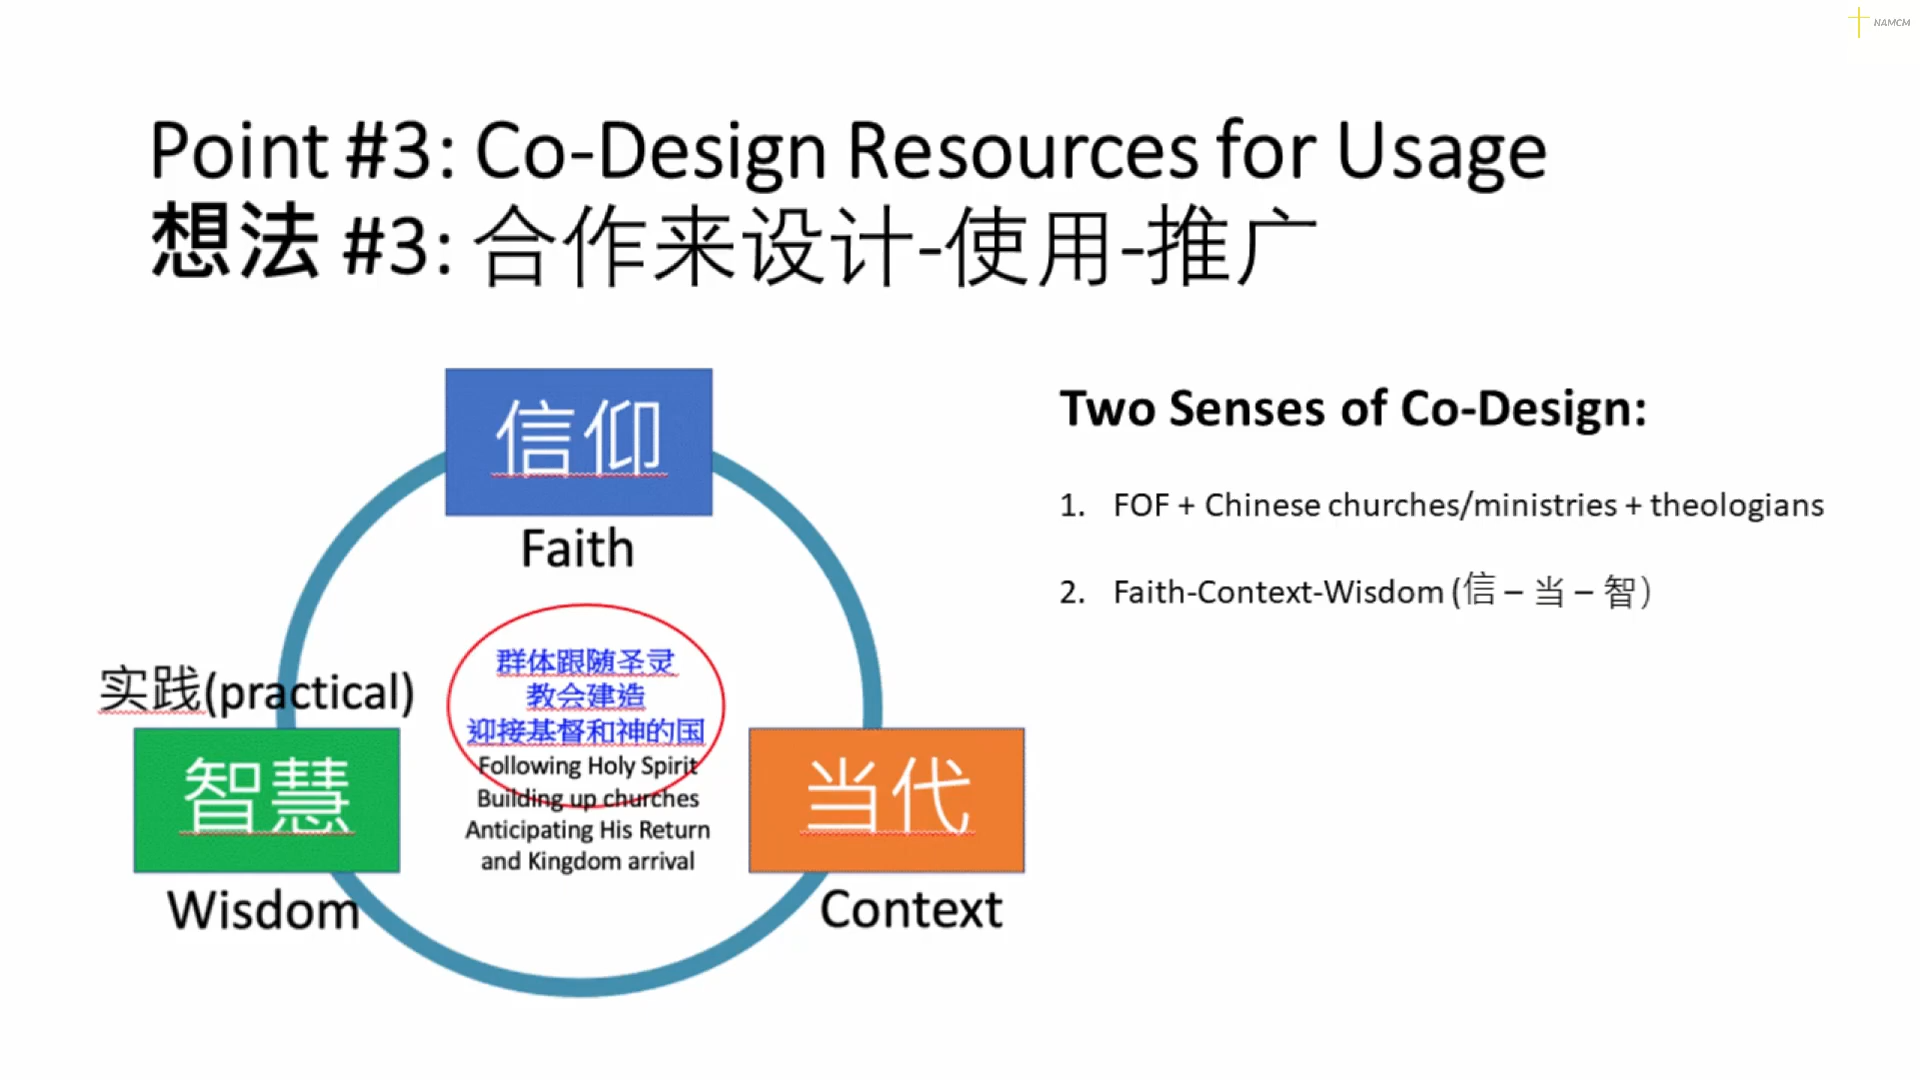 NAMCM
Point #3: Co-Design Resources for Usage
想法 #3: 合作来设计-使用-推广
信仰
Faith
群体跟随圣灵
教会建造
迎接基督和神的国
Following Holy Spirit
Building up churches
Anticipating His Return
and Kingdom arrival
实践(practical)
智慧
Wisdom
当代
Context
Two Senses of Co-Design:
1. FOF + Chinese churches/ministries + theologians
2. Faith-Context-Wisdom (信 – 当 – 智)